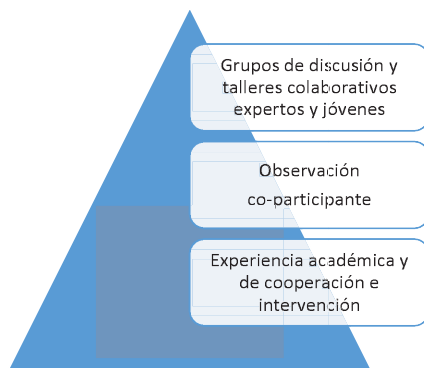 Grupos de discusión y
talleres colaborativos
expertos y jóvenes
Observación
co-participante
Experiencia académica y
de cooperación e
intervención